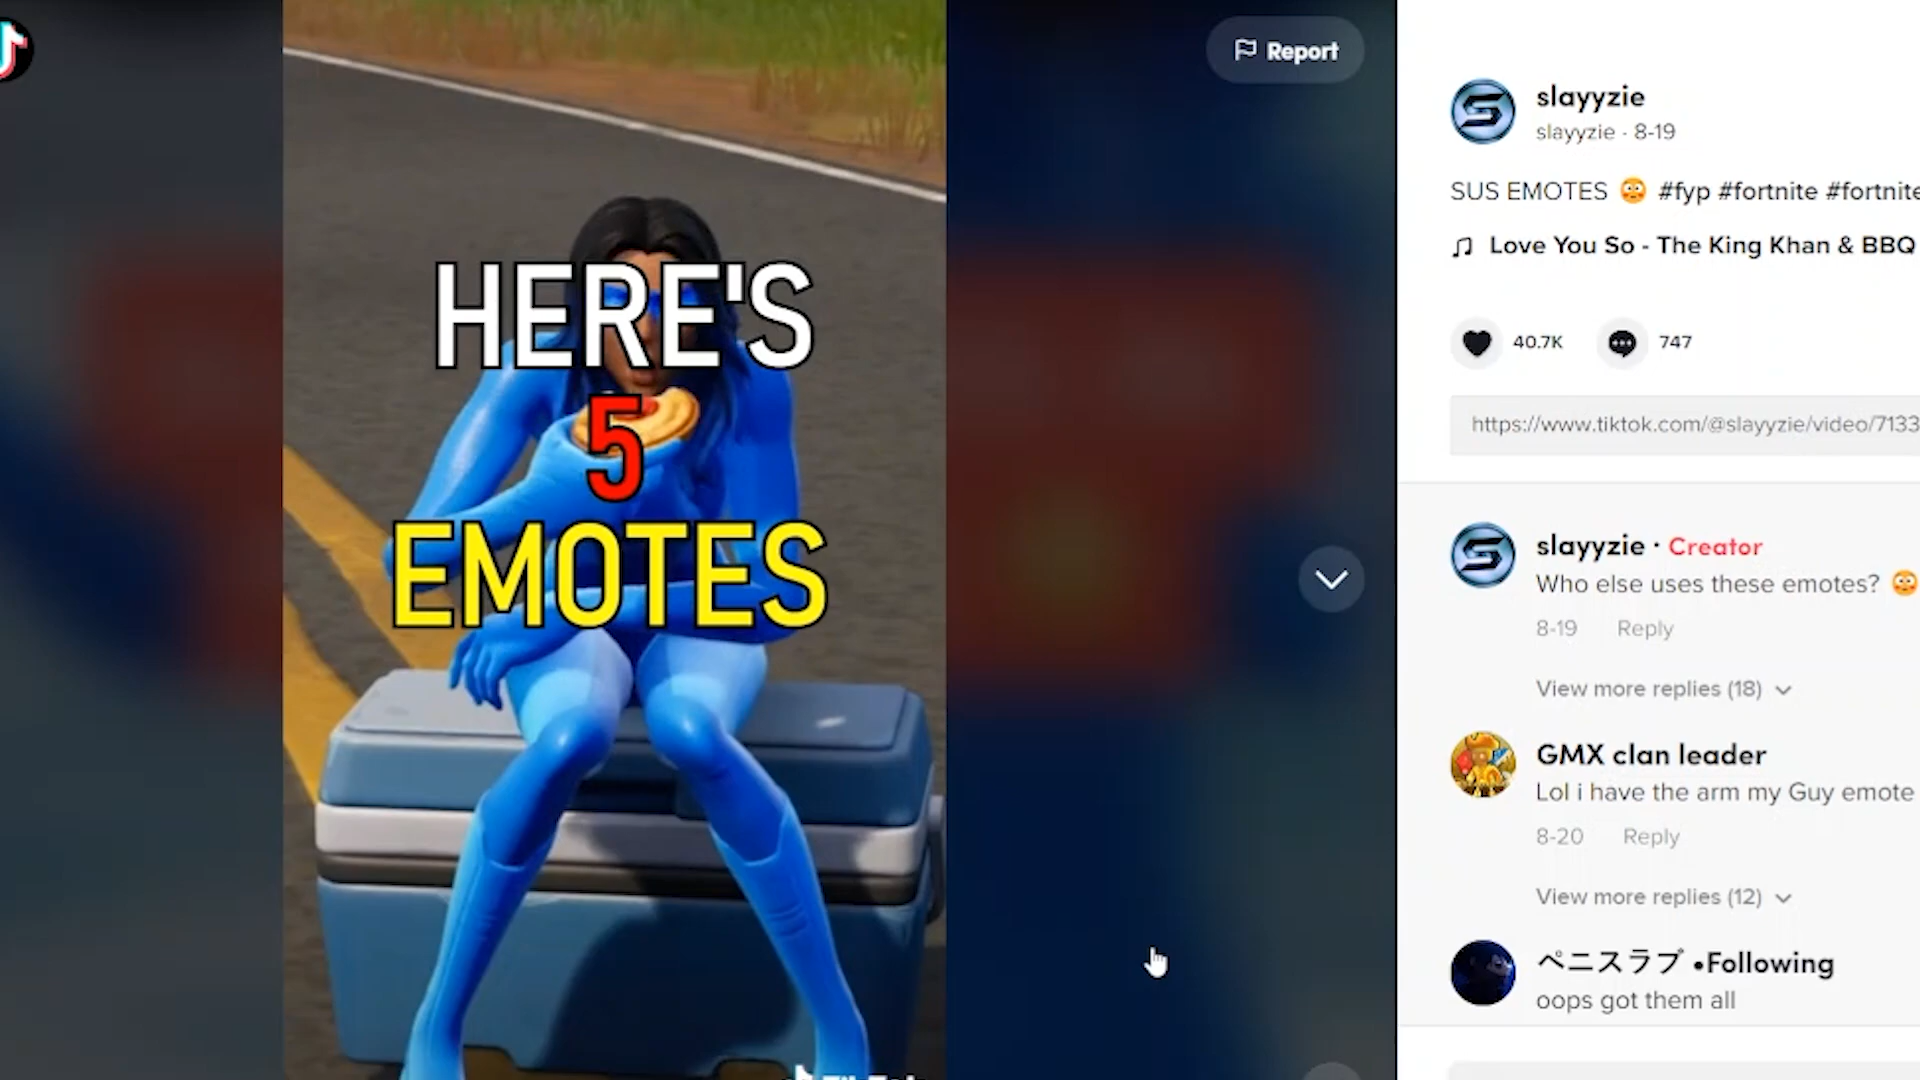 Report
HERE'S
5
EMOTES
slayyzie
slayyzie · 8-19
SUS EMOTES 😳 #fyp #fortnite #fortnite
Love You So - The King Khan & BBQ
40.7K
747
https://www.tiktok.com/@slayyzie/video/7133
slayyzie · Creator
Who else uses these emotes? 😳
8-19 Reply
View more replies (18)
GMX clan leader
Lol i have the arm my Guy emote
8-20 Reply
View more replies (12)
ペニスラブ •Following
oops got them all